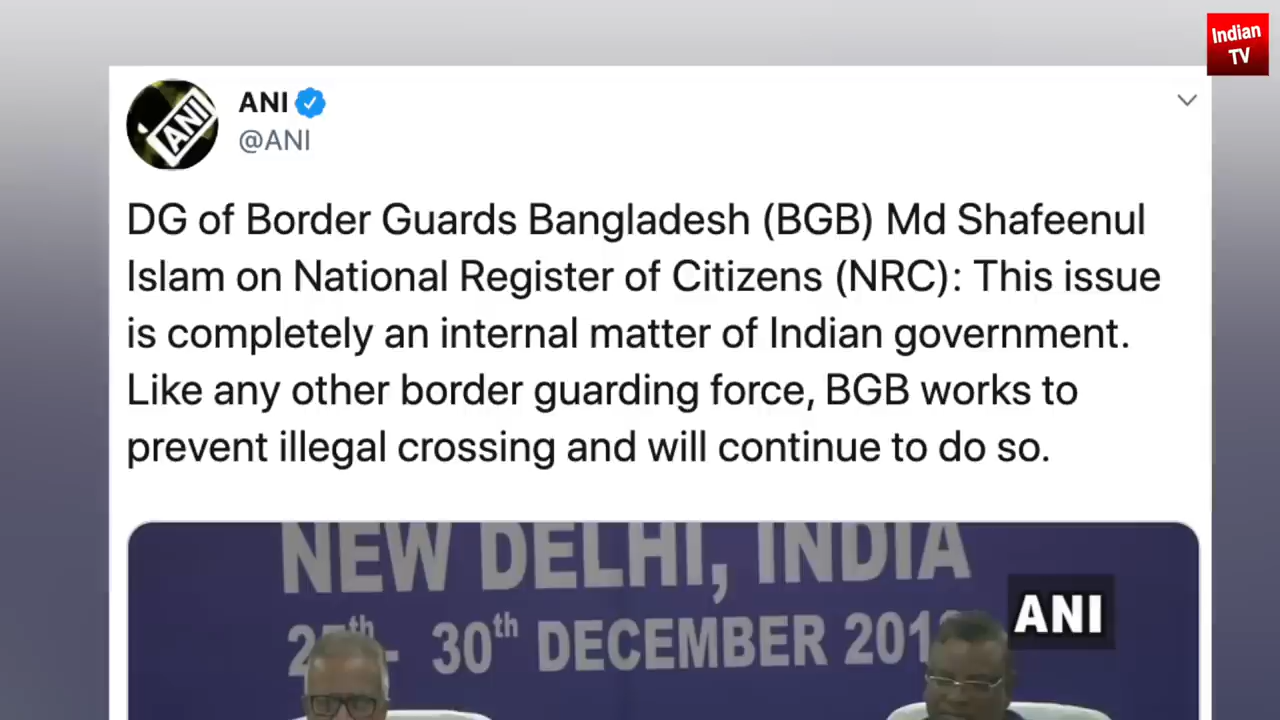 Indian
TV
ANI
ANI
@ANI
DG of Border Guards Bangladesh (BGB) Md Shafeenul
Islam on National Register of Citizens (NRC): This issue
is completely an internal matter of Indian government.
Like any other border guarding force, BGB works to
prevent illegal crossing and will continue to do so.
NEW DELHI, INDIA
30th DECEMBER
ANI